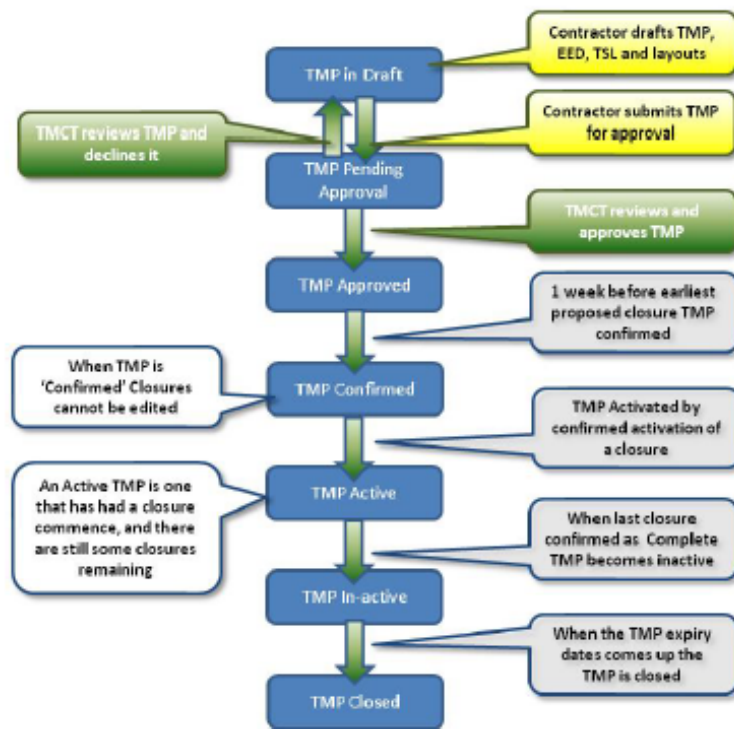 Contractor drafts TMP,
EED, TSL and layouts
TMP in Draft
TMCT reviews TMP and
declines it
Contractor submits TMP
for approval
TMP Pending
Approval
TMCT reviews and
approves TMP
TMP Approved
1 week before earliest
proposed closure TMP
confirmed
When TMP is
'Confirmed' Closures
cannot be edited
TMP Confirmed
TMP Activated by
confirmed activation of
a closure
An Active TMP is one
that has had a closure
commence, and there
are still some closures
remaining
TMP Active
When last closure
confirmed as Complete
TMP becomes inactive
TMP In-active
When the TMP expiry
dates comes up the
TMP is closed
TMP Closed